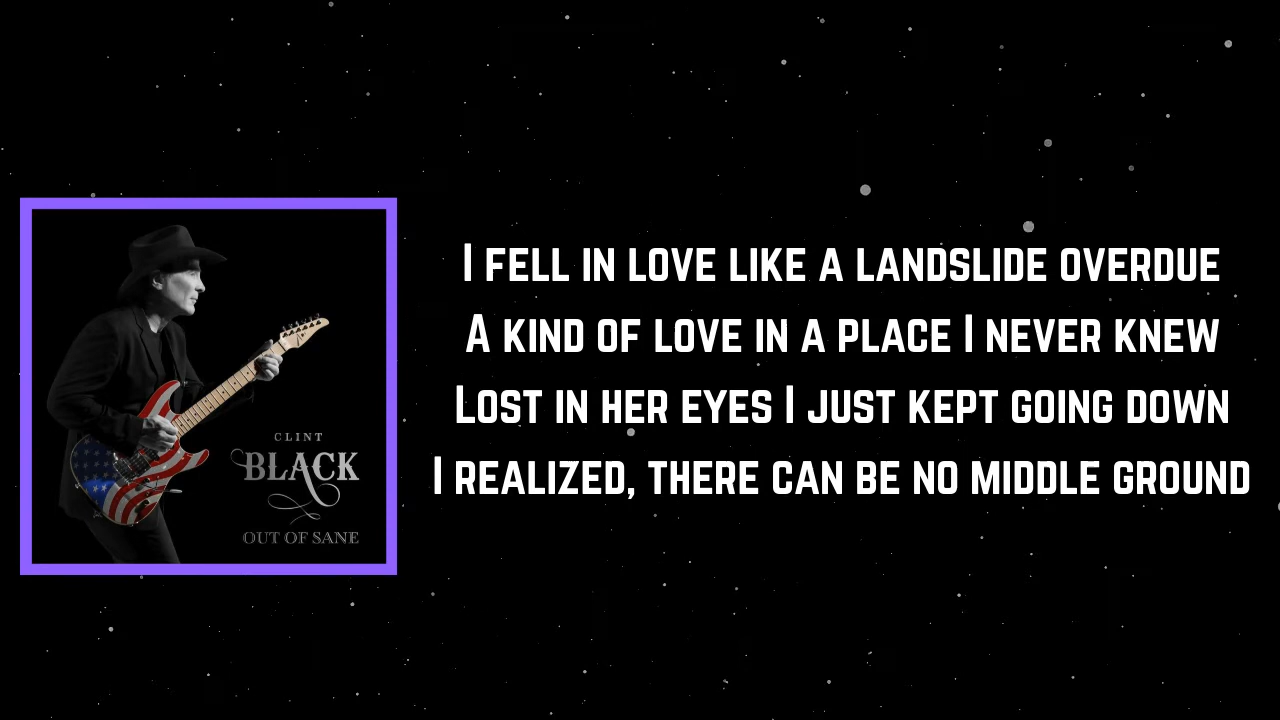 CLINT
BLACK
OUT OF SANE
I FELL IN LOVE LIKE A LANDSLIDE OVERDUE
A KIND OF LOVE IN A PLACE I NEVER KNEW
LOST IN HER EYES I JUST KEPT GOING DOWN
I REALIZED, THERE CAN BE NO MIDDLE GROUND